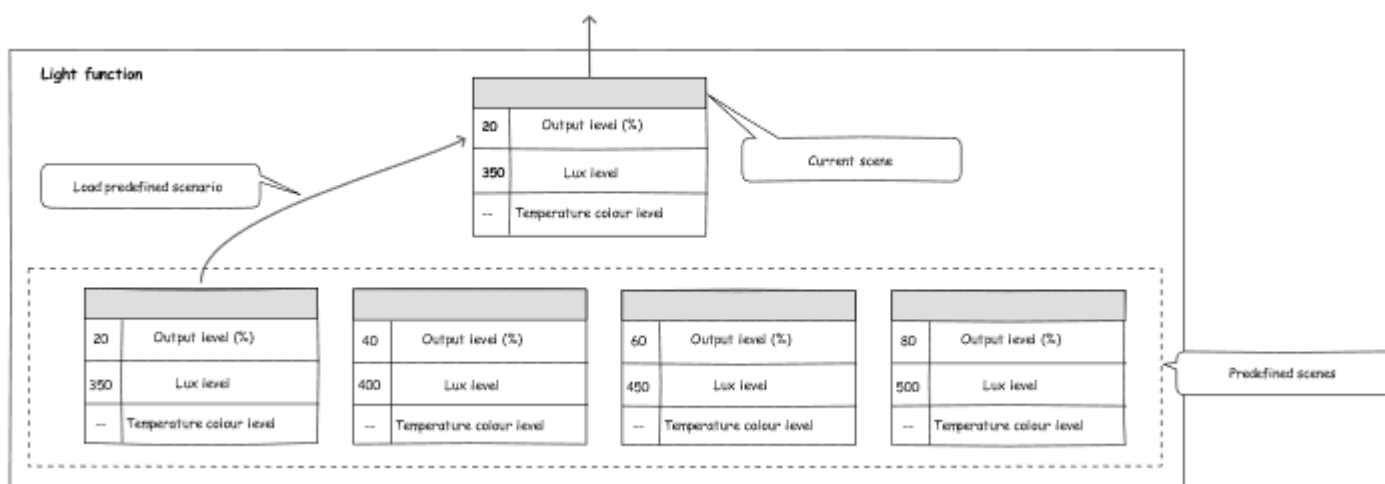 Light function
20 Output level (%)
350 Lux level
-- Temperature colour level
Current scene
Load predefined scenario
20 Output level (%)
350 Lux level
-- Temperature colour level
40 Output level (%)
400 Lux level
-- Temperature colour level
60 Output level (%)
450 Lux level
-- Temperature colour level
80 Output level (%)
500 Lux level
-- Temperature colour level
Predefined scenes